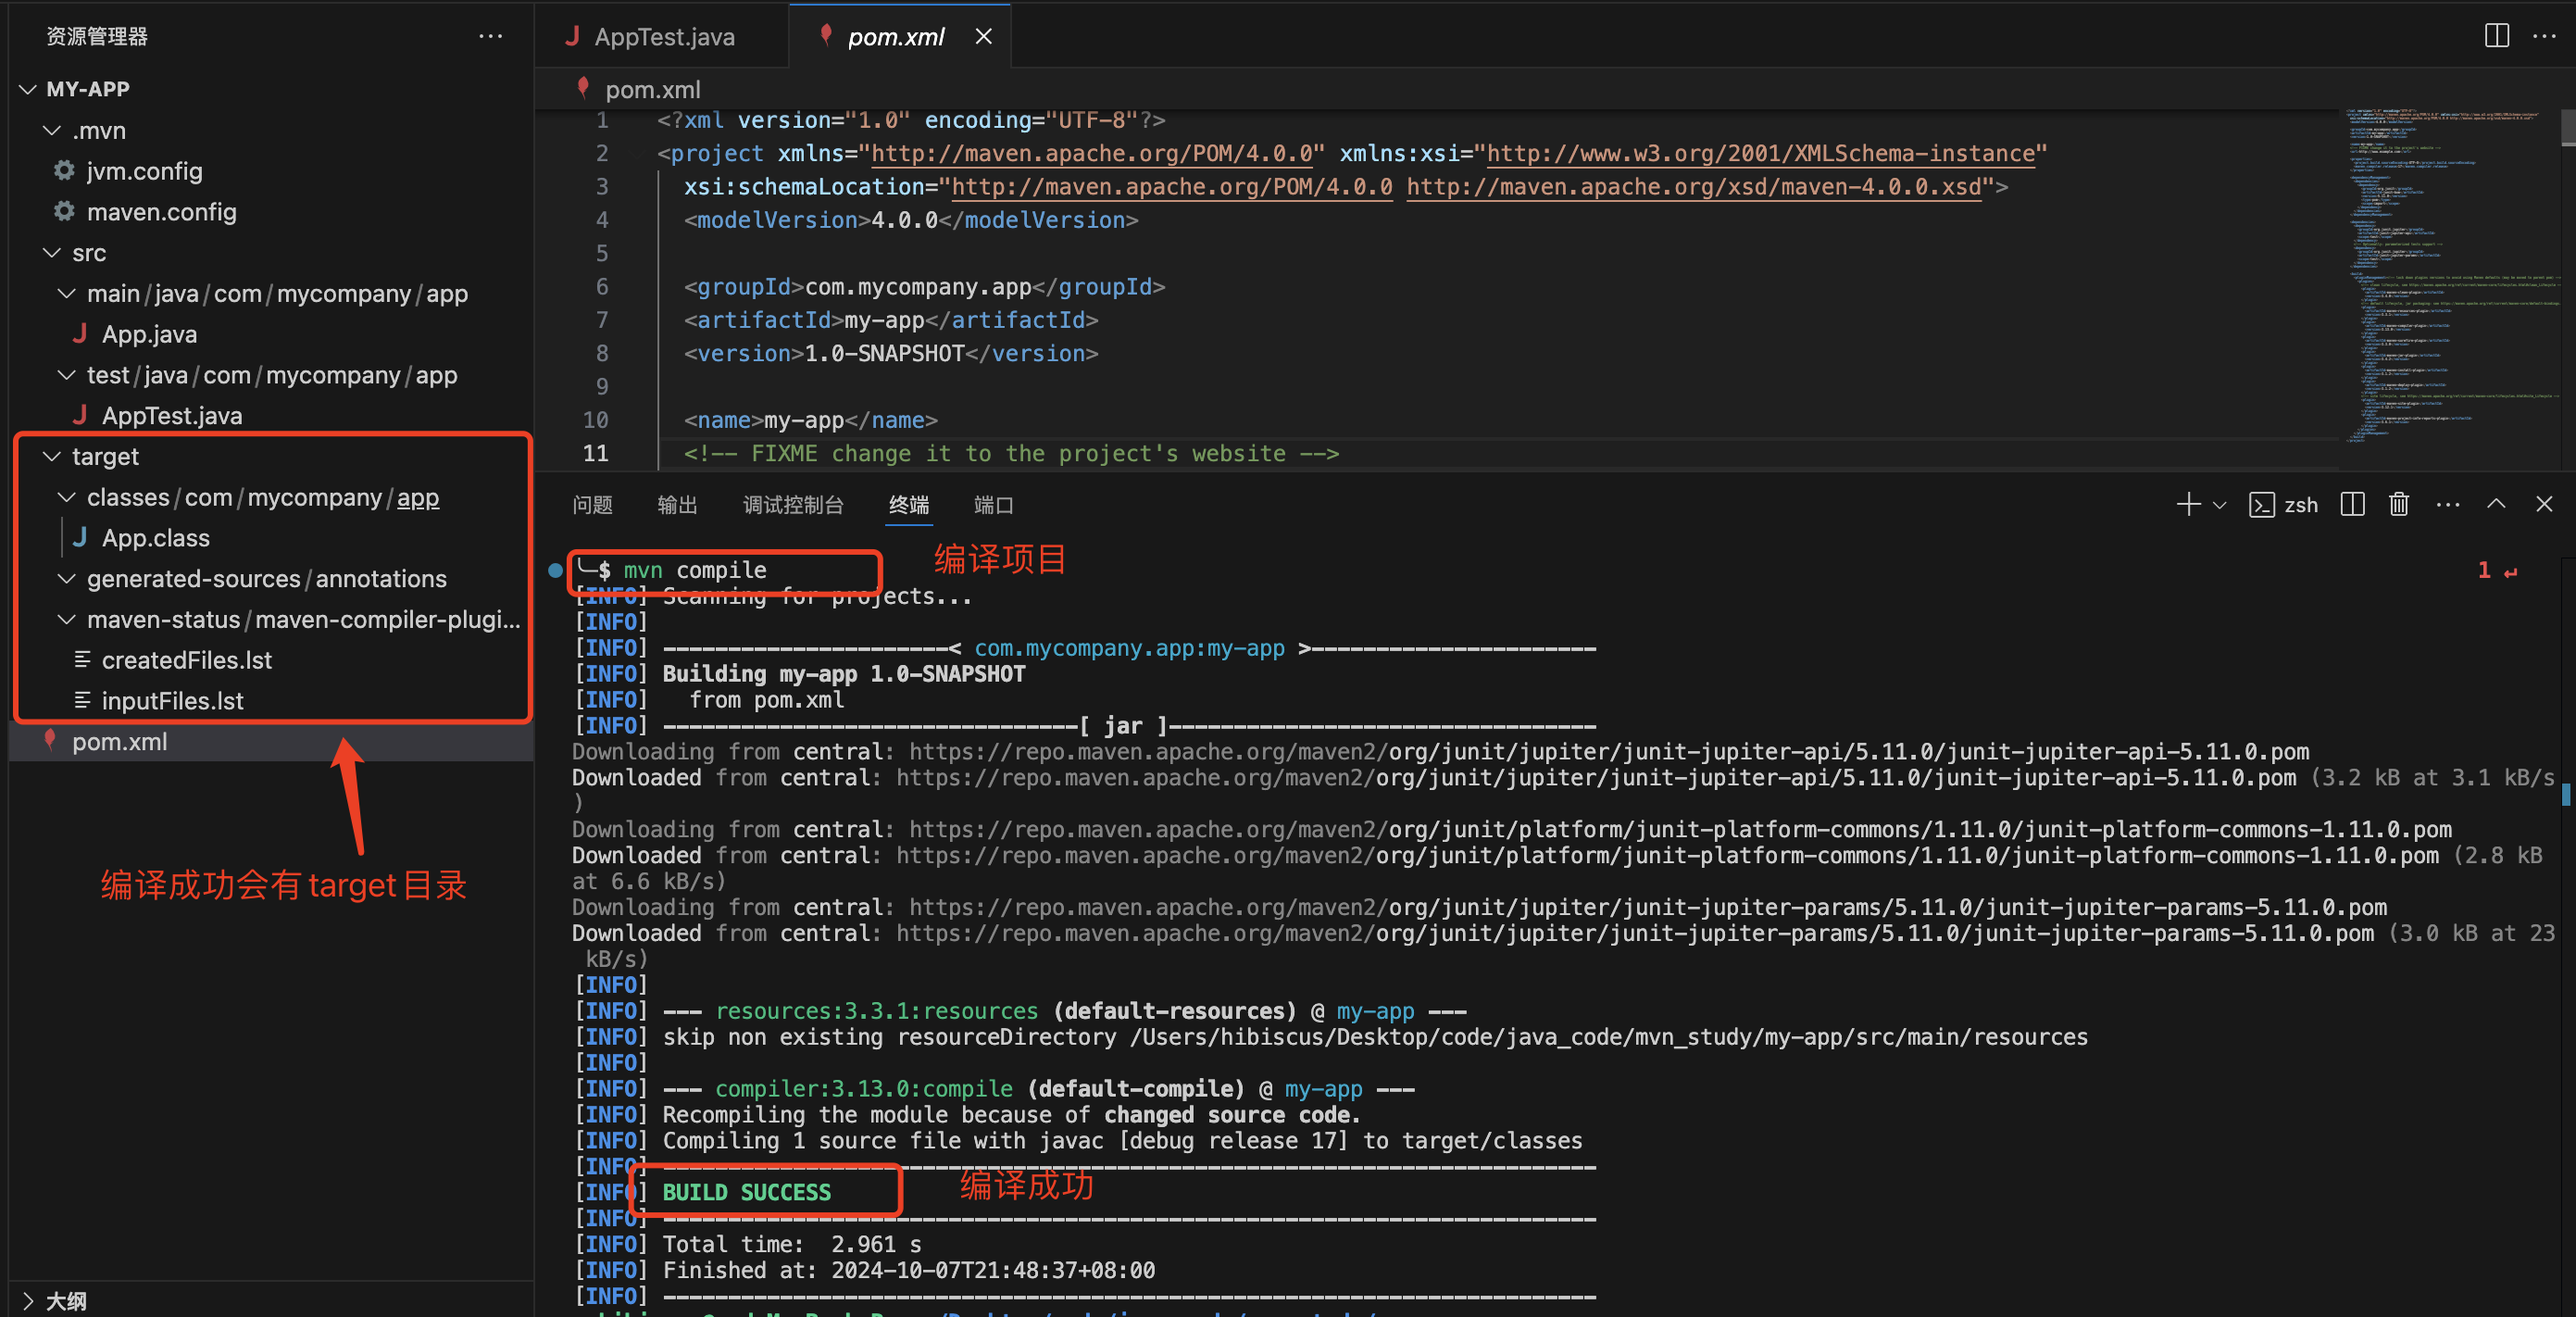 资源管理器
MY-APP
.mvn
jvm.config
maven.config
src
main/java/com/mycompany/app
App.java
test/java/com/mycompany/app
AppTest.java
target
classes/com/mycompany/app
App.class
generated-sources/annotations
maven-status/maven-compiler-plugi...
createdFiles.lst
inputFiles.lst
pom.xml
编译成功会有target目录
大纲
AppTest.java
pom.xml
pom.xml
1 <?xml version="1.0" encoding="UTF-8"?>
2 <project xmlns="http://maven.apache.org/POM/4.0.0" xmlns:xsi="http://www.w3.org/2001/XMLSchema-instance"
3 xsi:schemaLocation="http://maven.apache.org/POM/4.0.0 http://maven.apache.org/xsd/maven-4.0.0.xsd">
4 <modelVersion>4.0.0</modelVersion>
5
6 <groupId>com.mycompany.app</groupId>
7 <artifactId>my-app</artifactId>
8 <version>1.0-SNAPSHOT</version>
9
10 <name>my-app</name>
11 <!-- FIXME change it to the project's website -->
问题 输出 调试控制台 终端 端口 zsh
╰─$ mvn compile 编译项目 1 ↵
[INFO] Scanning for projects...
[INFO]
[INFO] ----------------------< com.mycompany.app:my-app >----------------------
[INFO] Building my-app 1.0-SNAPSHOT
[INFO] from pom.xml
[INFO] --------------------------------[ jar ]---------------------------------
Downloading from central: https://repo.maven.apache.org/maven2/org/junit/jupiter/junit-jupiter-api/5.11.0/junit-jupiter-api-5.11.0.pom
Downloaded from central: https://repo.maven.apache.org/maven2/org/junit/jupiter/junit-jupiter-api/5.11.0/junit-jupiter-api-5.11.0.pom (3.2 kB at 3.1 kB/s
)
Downloading from central: https://repo.maven.apache.org/maven2/org/junit/platform/junit-platform-commons/1.11.0/junit-platform-commons-1.11.0.pom
Downloaded from central: https://repo.maven.apache.org/maven2/org/junit/platform/junit-platform-commons/1.11.0/junit-platform-commons-1.11.0.pom (2.8 kB
at 6.6 kB/s)
Downloading from central: https://repo.maven.apache.org/maven2/org/junit/jupiter/junit-jupiter-params/5.11.0/junit-jupiter-params-5.11.0.pom
Downloaded from central: https://repo.maven.apache.org/maven2/org/junit/jupiter/junit-jupiter-params/5.11.0/junit-jupiter-params-5.11.0.pom (3.0 kB at 23
kB/s)
[INFO]
[INFO] --- resources:3.3.1:resources (default-resources) @ my-app ---
[INFO] skip non existing resourceDirectory /Users/hibiscus/Desktop/code/java_code/mvn_study/my-app/src/main/resources
[INFO]
[INFO] --- compiler:3.13.0:compile (default-compile) @ my-app ---
[INFO] Recompiling the module because of changed source code.
[INFO] Compiling 1 source file with javac [debug release 17] to target/classes
[INFO] ------------------------------------------------------------------------
[INFO] BUILD SUCCESS 编译成功
[INFO] ------------------------------------------------------------------------
[INFO] Total time: 2.961 s
[INFO] Finished at: 2024-10-07T21:48:37+08:00
[INFO] ------------------------------------------------------------------------